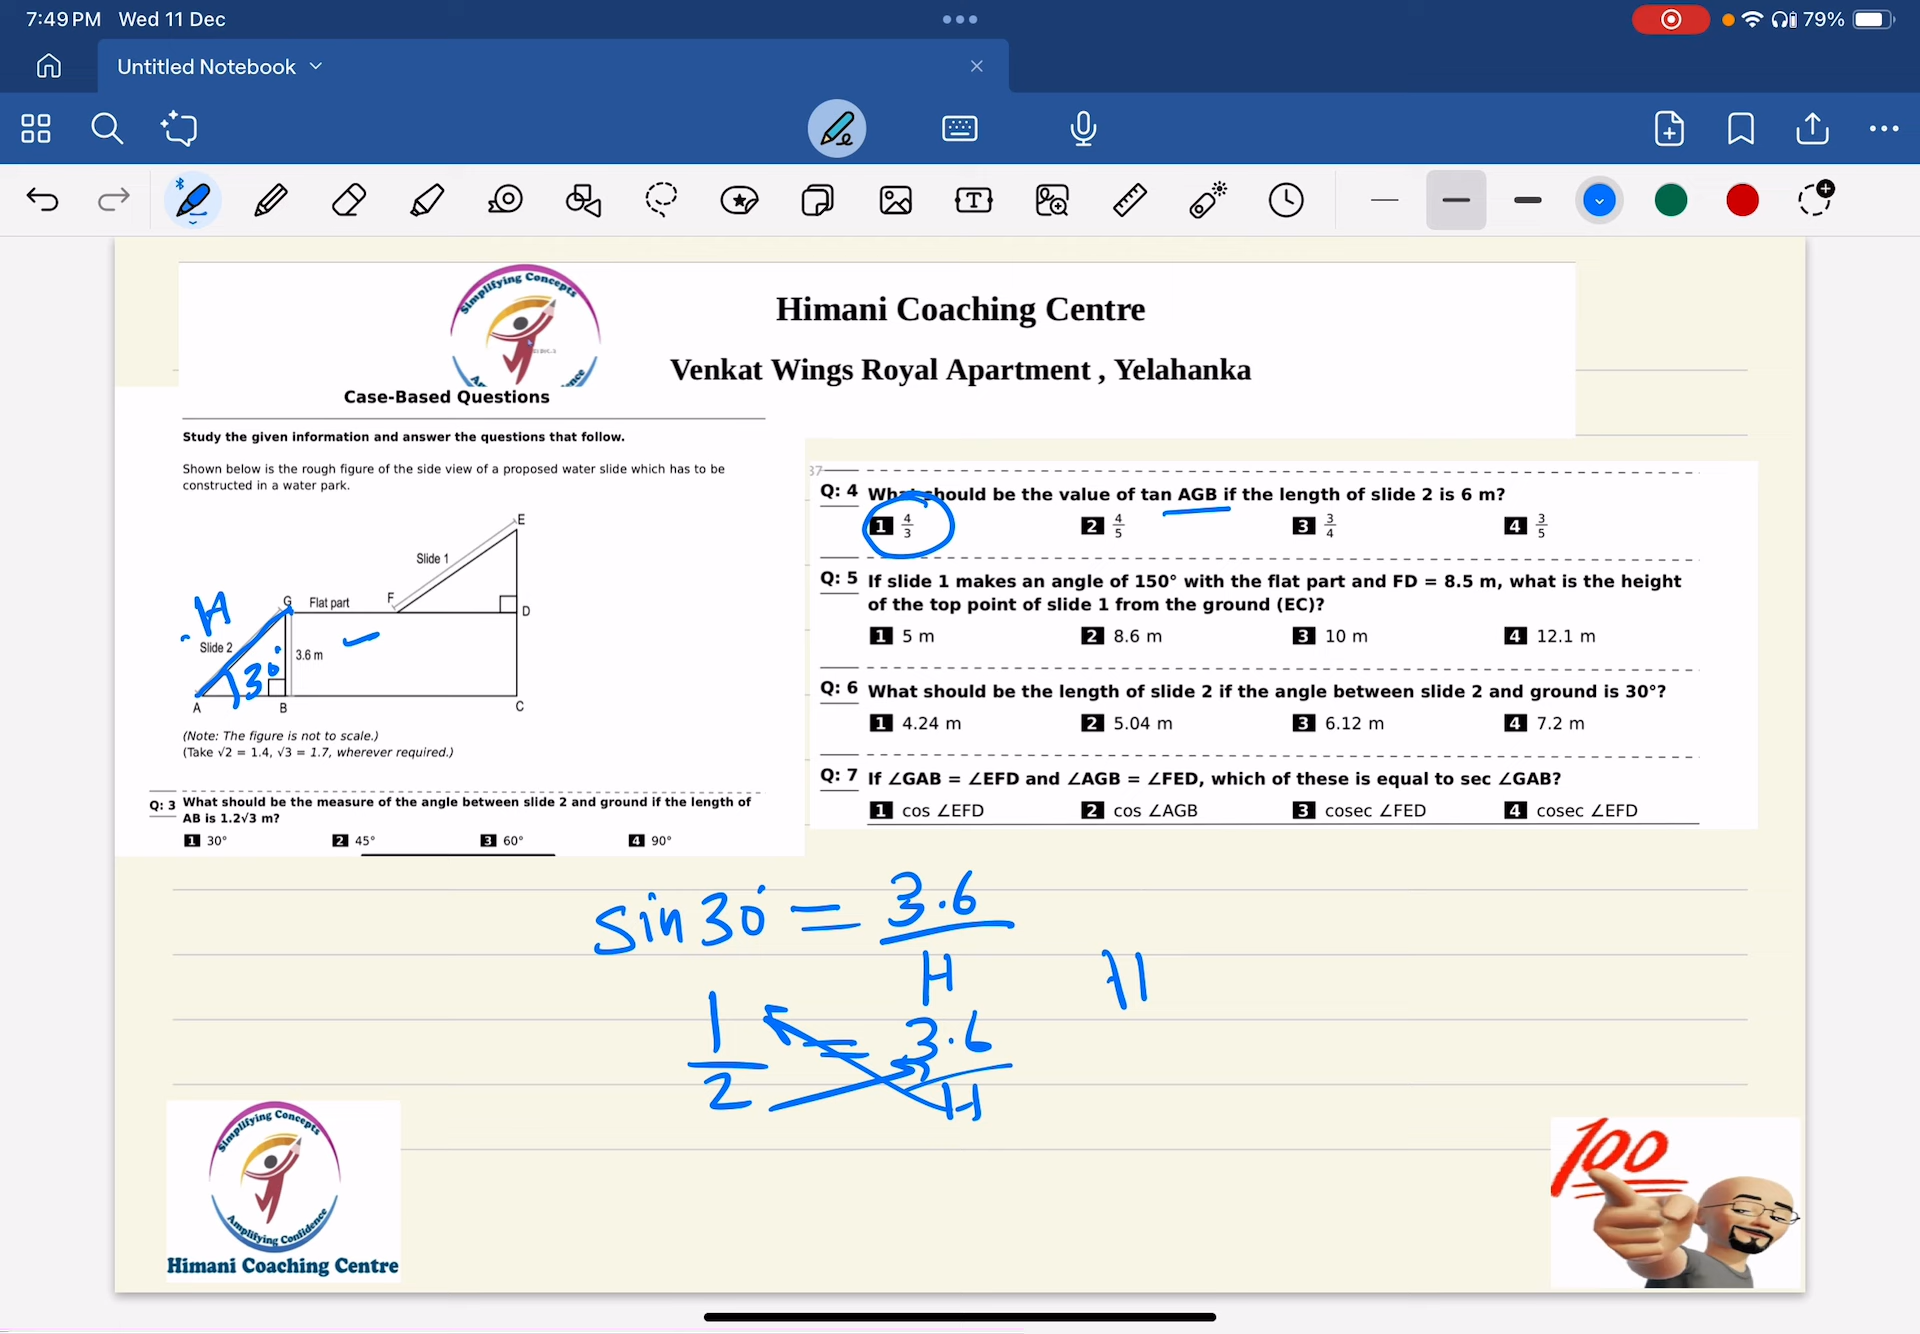 7:49 PM Wed 11 Dec
79%
Untitled Notebook
Simplifying Concepts
Himani Coaching Centre
Venkat Wings Royal Apartment , Yelahanka
Case-Based Questions
Study the given information and answer the questions that follow.
Shown below is the rough figure of the side view of a proposed water slide which has to be
constructed in a water park.
E
Slide 1
H
G Flat part F
D
Slide 2
3.6 m
30°
A B C
(Note: The figure is not to scale.)
(Take √2 = 1.4, √3 = 1.7, wherever required.)
Q: 3 What should be the measure of the angle between slide 2 and ground if the length of
AB is 1.2√3 m?
1 30° 2 45° 3 60° 4 90°
37
Q: 4 What should be the value of tan AGB if the length of slide 2 is 6 m?
1 4/3 2 4/5 3 3/4 4 3/5
Q: 5 If slide 1 makes an angle of 150° with the flat part and FD = 8.5 m, what is the height
of the top point of slide 1 from the ground (EC)?
1 5 m 2 8.6 m 3 10 m 4 12.1 m
Q: 6 What should be the length of slide 2 if the angle between slide 2 and ground is 30°?
1 4.24 m 2 5.04 m 3 6.12 m 4 7.2 m
Q: 7 If ∠GAB = ∠EFD and ∠AGB = ∠FED, which of these is equal to sec ∠GAB?
1 cos ∠EFD 2 cos ∠AGB 3 cosec ∠FED 4 cosec ∠EFD
sin 30° = 3.6/H
1/2 = 3.6/H
Simplifying Concepts
Amplifying Confidence
Himani Coaching Centre
100